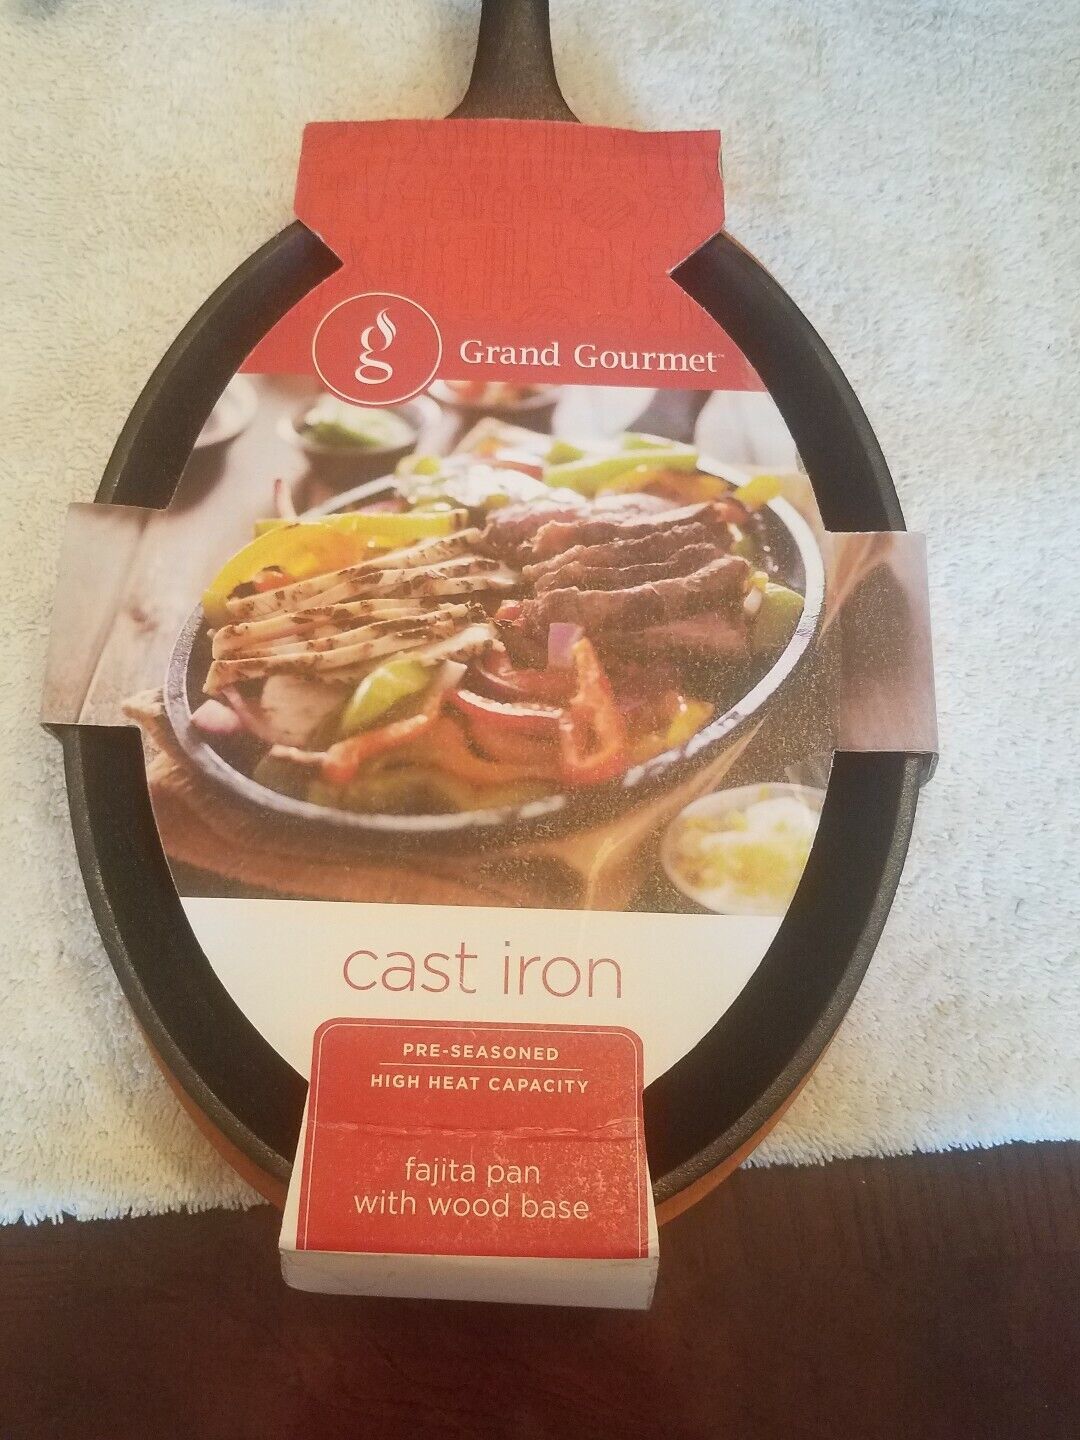 g
Grand Gourmet™
cast iron
PRE-SEASONED
HIGH HEAT CAPACITY
fajita pan
with wood base